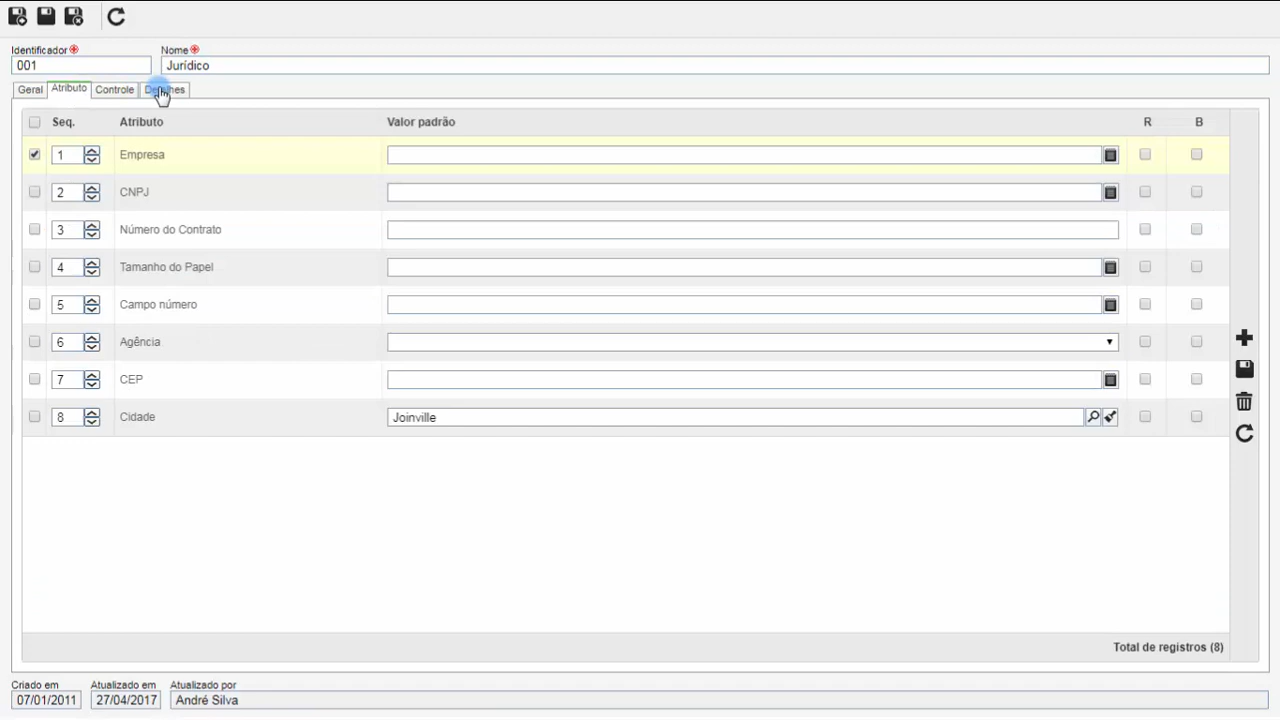 Identificador Nome
001 Jurídico
Geral Atributo Controle
Seq. Atributo Valor padrão R B
1 Empresa
2 CNPJ
3 Número do Contrato
4 Tamanho do Papel
5 Campo número
6 Agência
7 CEP
8 Cidade Joinville
Total de registros (8)
Criado em Atualizado em Atualizado por
07/01/2011 27/04/2017 André Silva